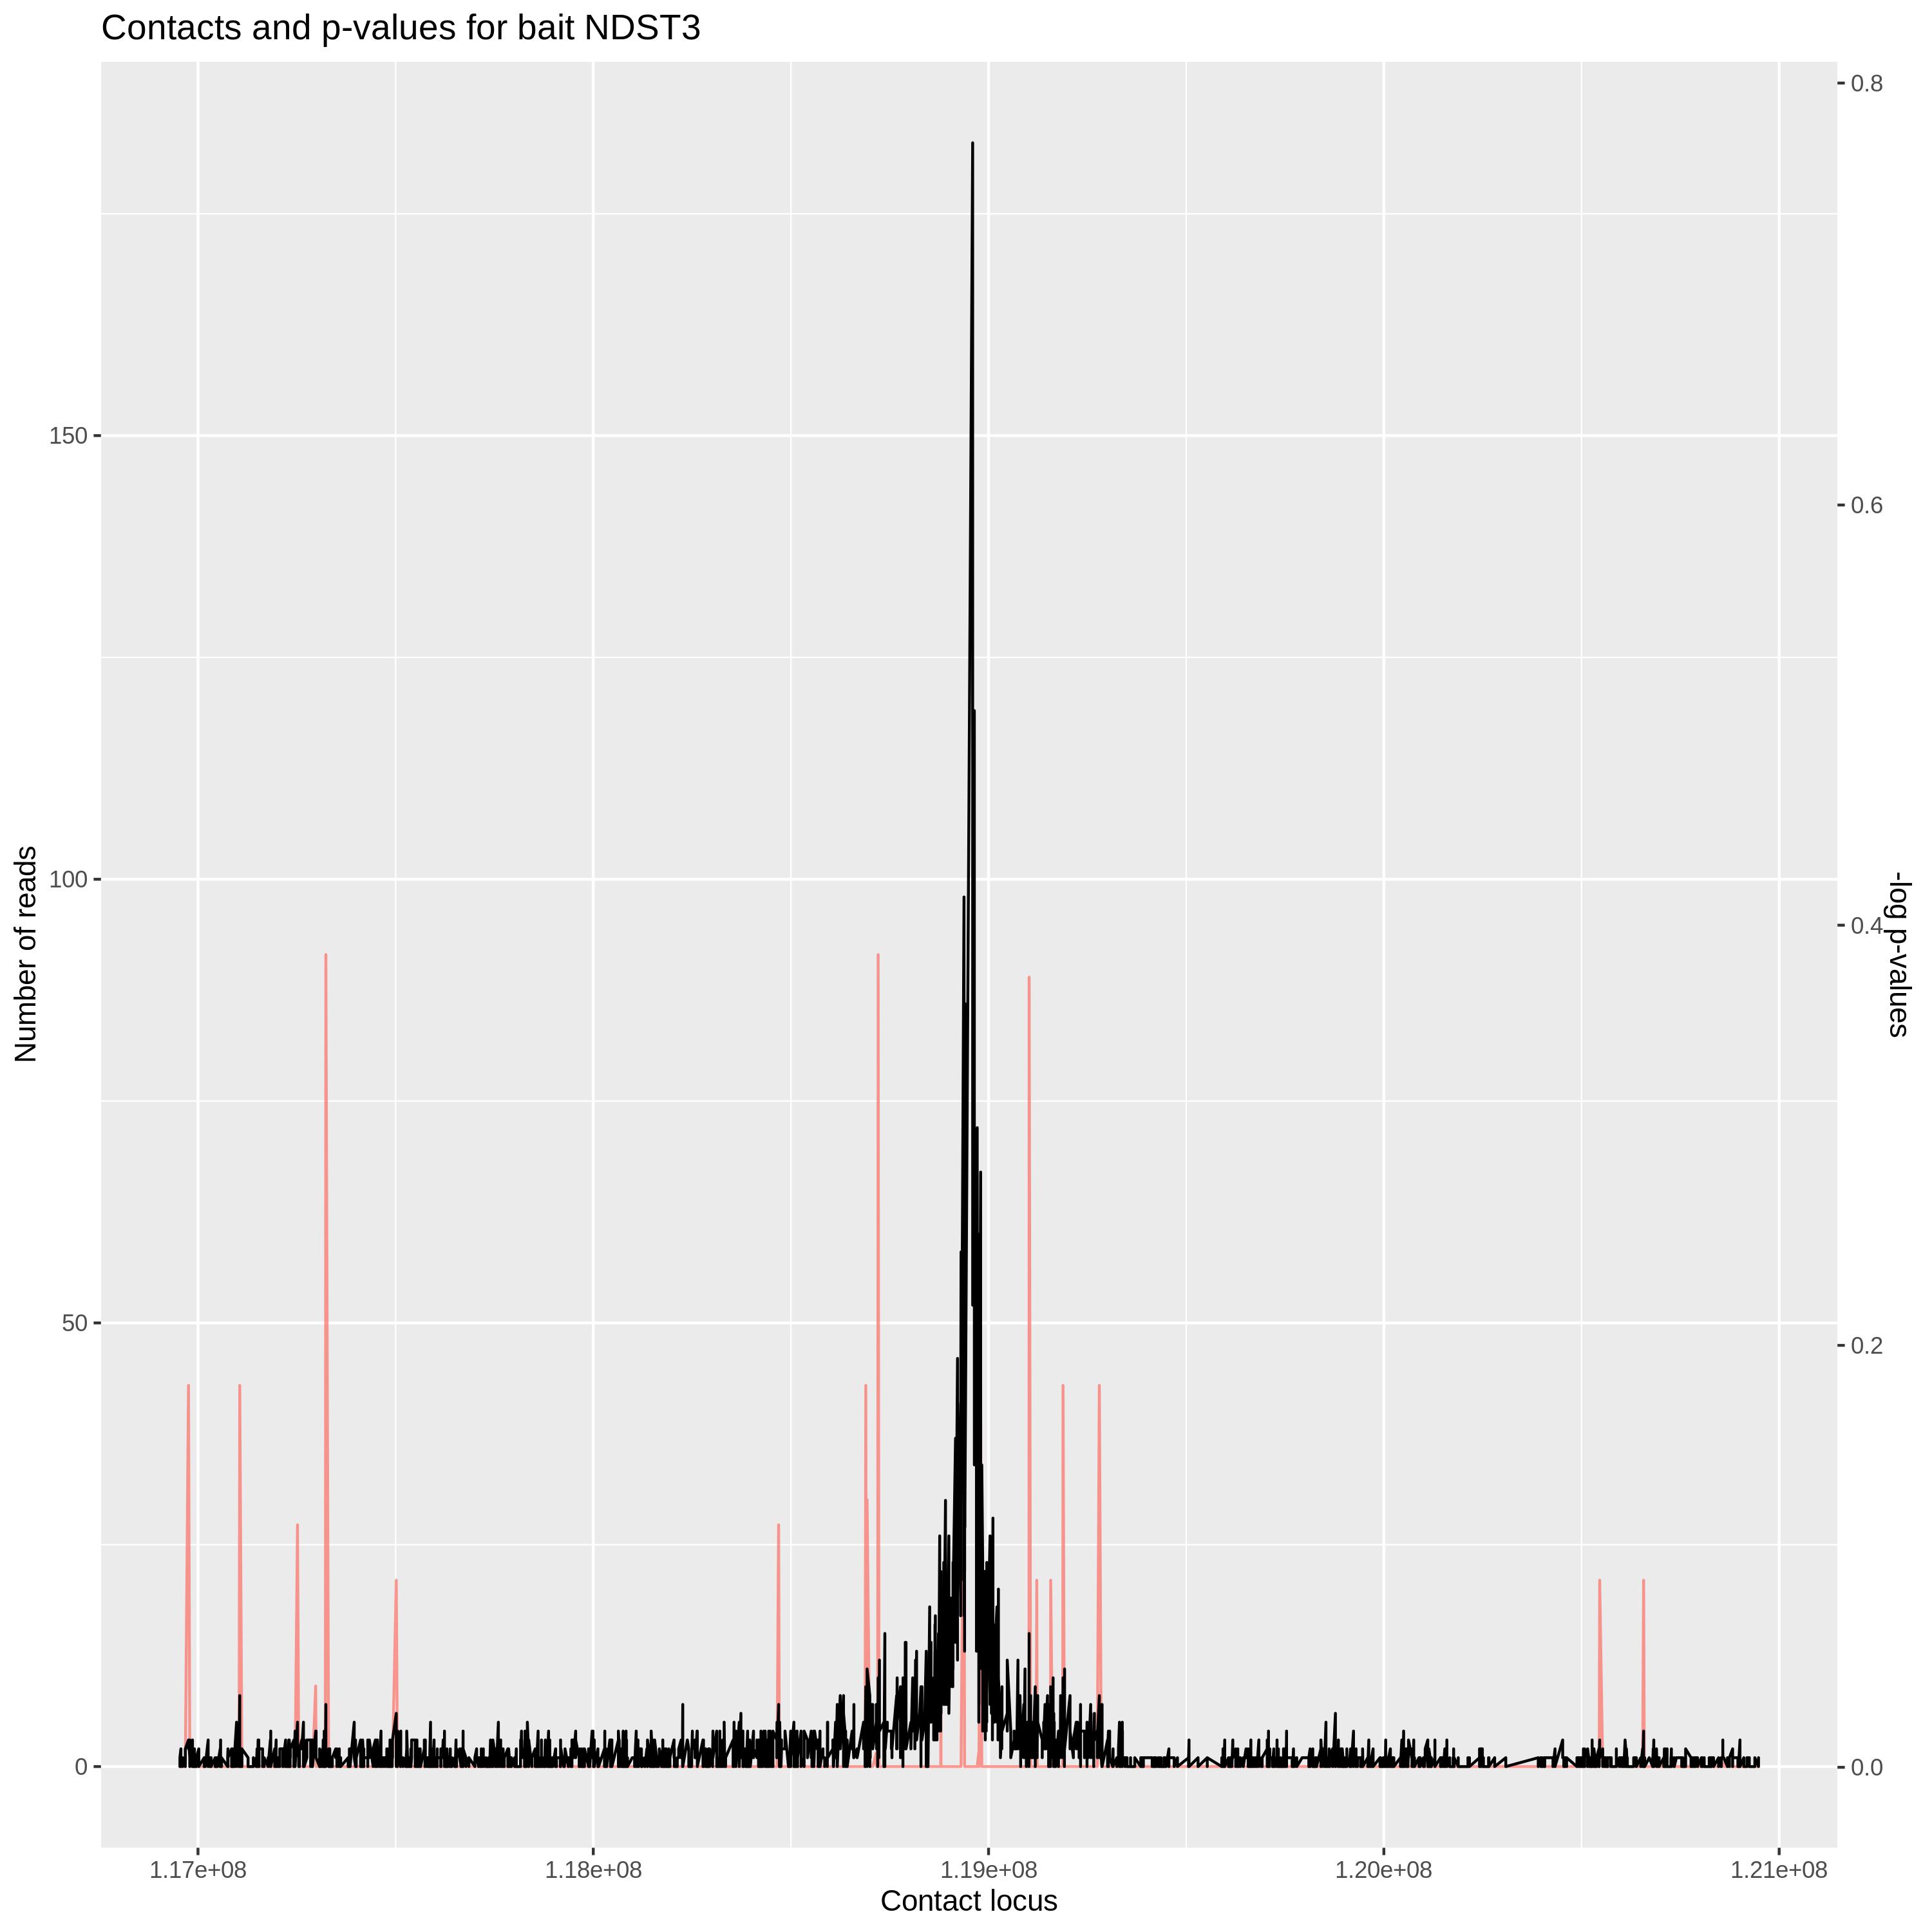 Contacts and p-values for bait NDST3
0.8
0.6
0.4
0.2
0.0
-log p-values
150
100
50
0
Number of reads
1.17e+08
1.18e+08
1.19e+08
1.20e+08
1.21e+08
Contact locus